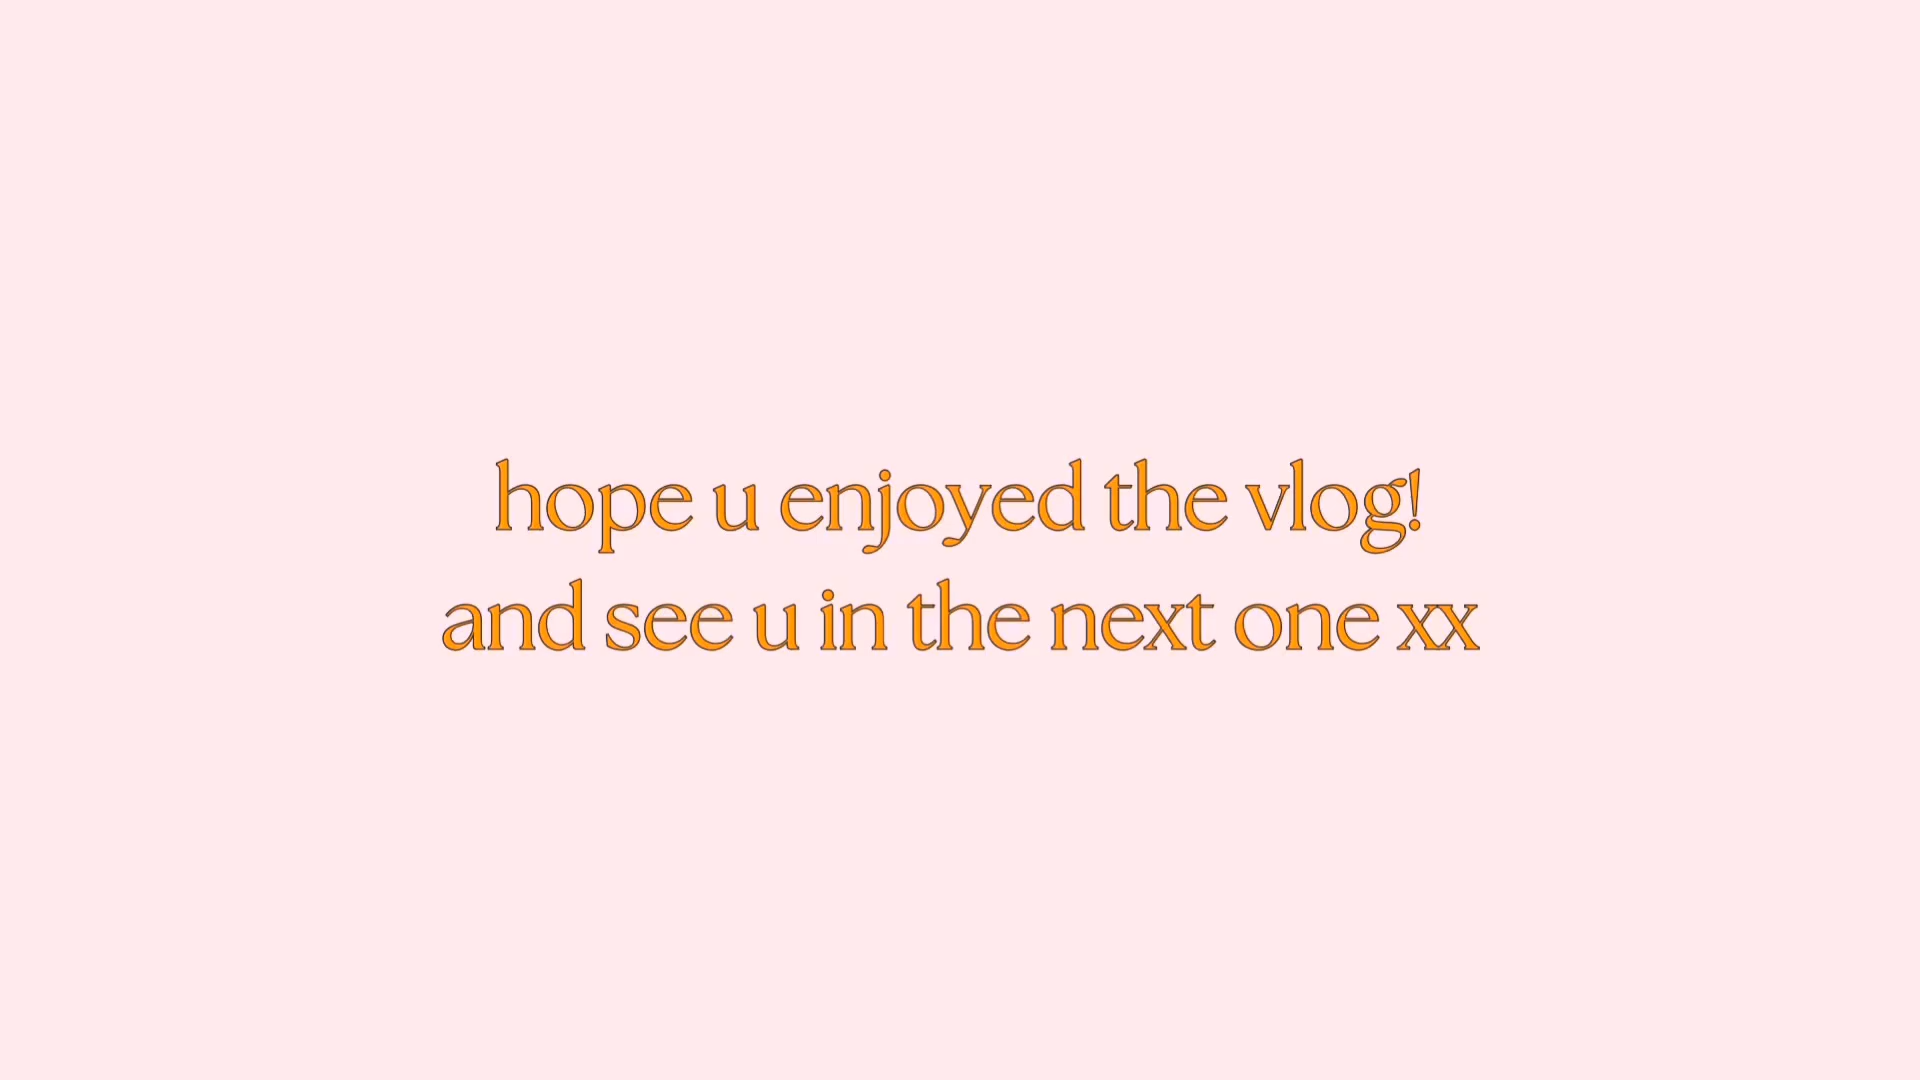 hope u enjoyed the vlog!
and see u in the next one xx